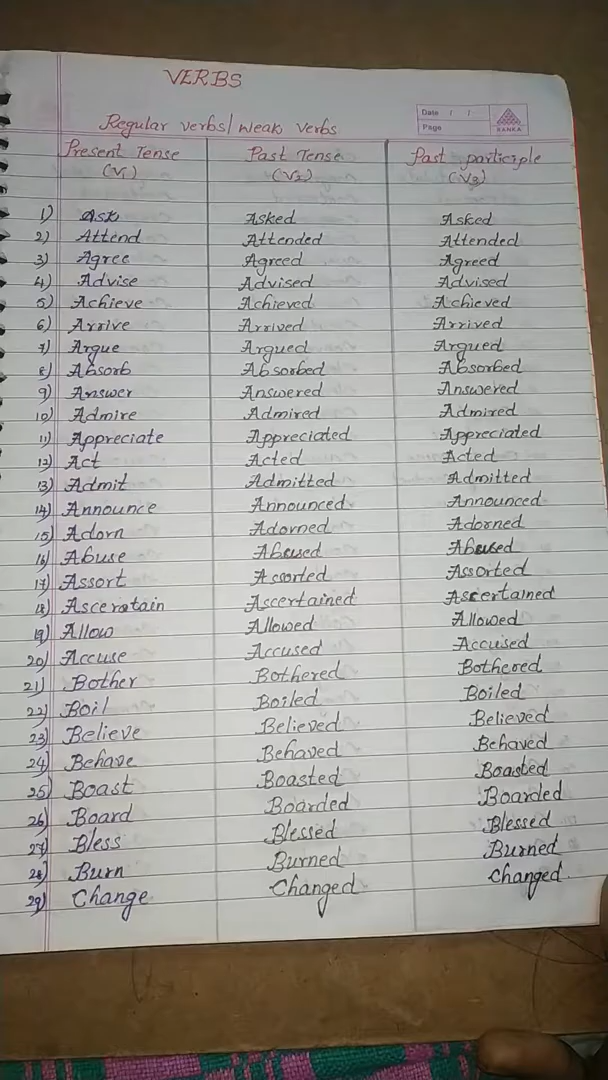 VERBS
Regular verbs/ weak verbs
Date / /
Page
KANKA
Present Tense Past Tense Past participle
(V1) (V2) (V3)
1) Ask Asked Asked
2) Attend Attended Attended
3) Agree Agreed Agreed
4) Advise Advised Advised
5) Achieve Achieved Achieved
6) Arrive Arrived Arrived
7) Argue Argued Argued
8) Absorb Absorbed Absorbed
9) Answer Answered Answered
10) Admire Admired Admired
11) Appreciate Appreciated Appreciated
12) Act Acted Acted
13) Admit Admitted Admitted
14) Announce Announced Announced
15) Adorn Adorned Adorned
16) Abuse Abused Abused
17) Assort Assorted Assorted
18) Asceratain Ascertained Ascertained
19) Allow Allowed Allowed
20) Accuse Accused Accused
21) Bother Bothered Bothered
22) Boil Boiled Boiled
23) Believe Believed Believed
24) Behave Behaved Behaved
25) Boast Boasted Boasted
26) Board Boarded Boarded
27) Bless Blessed Blessed
28) Burn Burned Burned
29) Change Changed Changed.